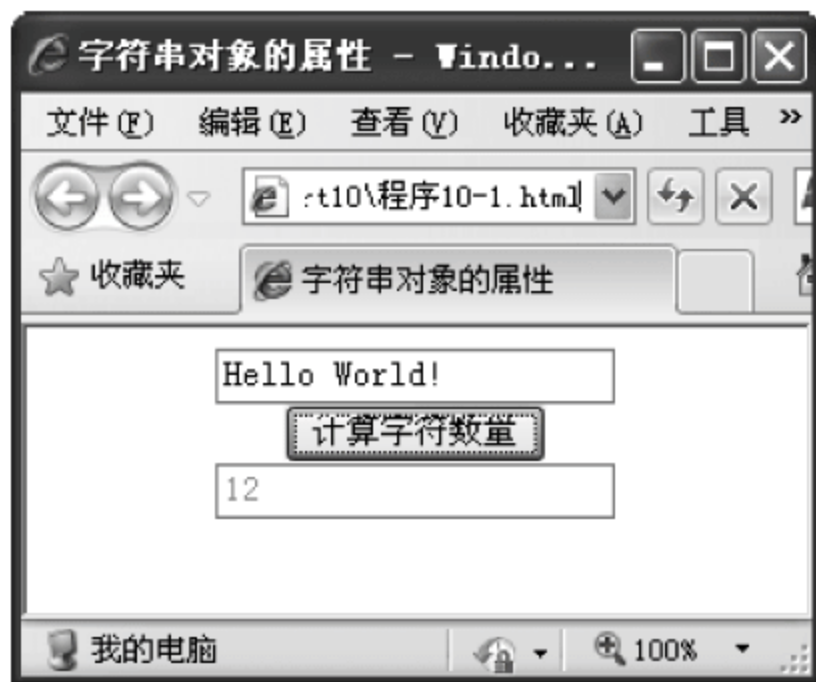 字符串对象的属性 - Windo...
文件(F) 编辑(E) 查看(V) 收藏夹(A) 工具 »
t10\程序10-1.html
收藏夹 字符串对象的属性
Hello World!
计算字符数量
12
我的电脑 100%